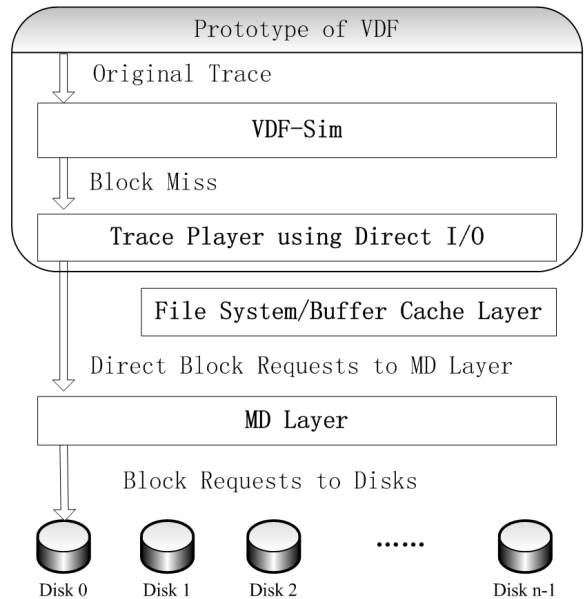 Prototype of VDF
Original Trace
VDF-Sim
Block Miss
Trace Player using Direct I/O
File System/Buffer Cache Layer
Direct Block Requests to MD Layer
MD Layer
Block Requests to Disks
……
Disk 0 Disk 1 Disk 2 Disk n-1